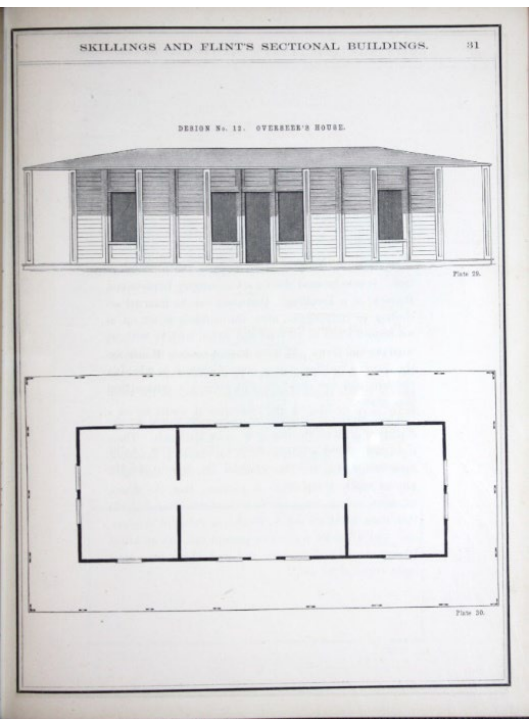 SKILLINGS AND FLINT'S SECTIONAL BUILDINGS. 31
DESIGN No. 12. OVERSEER'S HOUSE.
Plate 29.
Plate 30.